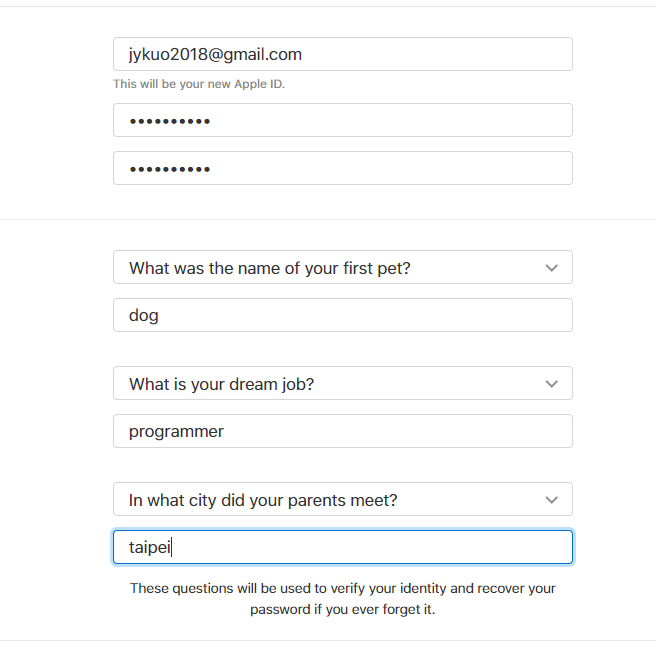 jykuo2018@gmail.com
This will be your new Apple ID.
••••••••••
••••••••••
What was the name of your first pet?
dog
What is your dream job?
programmer
In what city did your parents meet?
taipei
These questions will be used to verify your identity and recover your
password if you ever forget it.